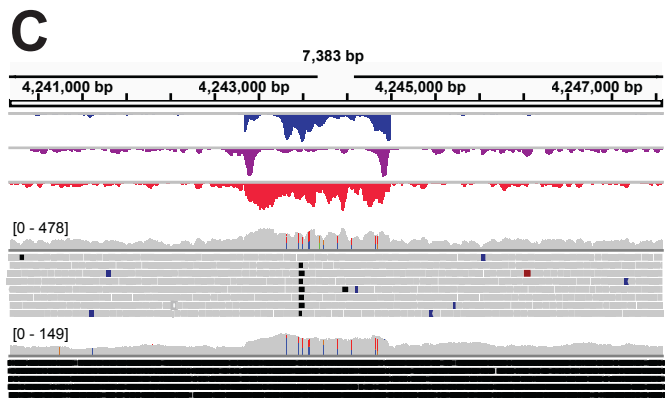 C
7,383 bp
4,241,000 bp 4,243,000 bp 4,245,000 bp 4,247,000 bp
[0 - 478]
[0 - 149]